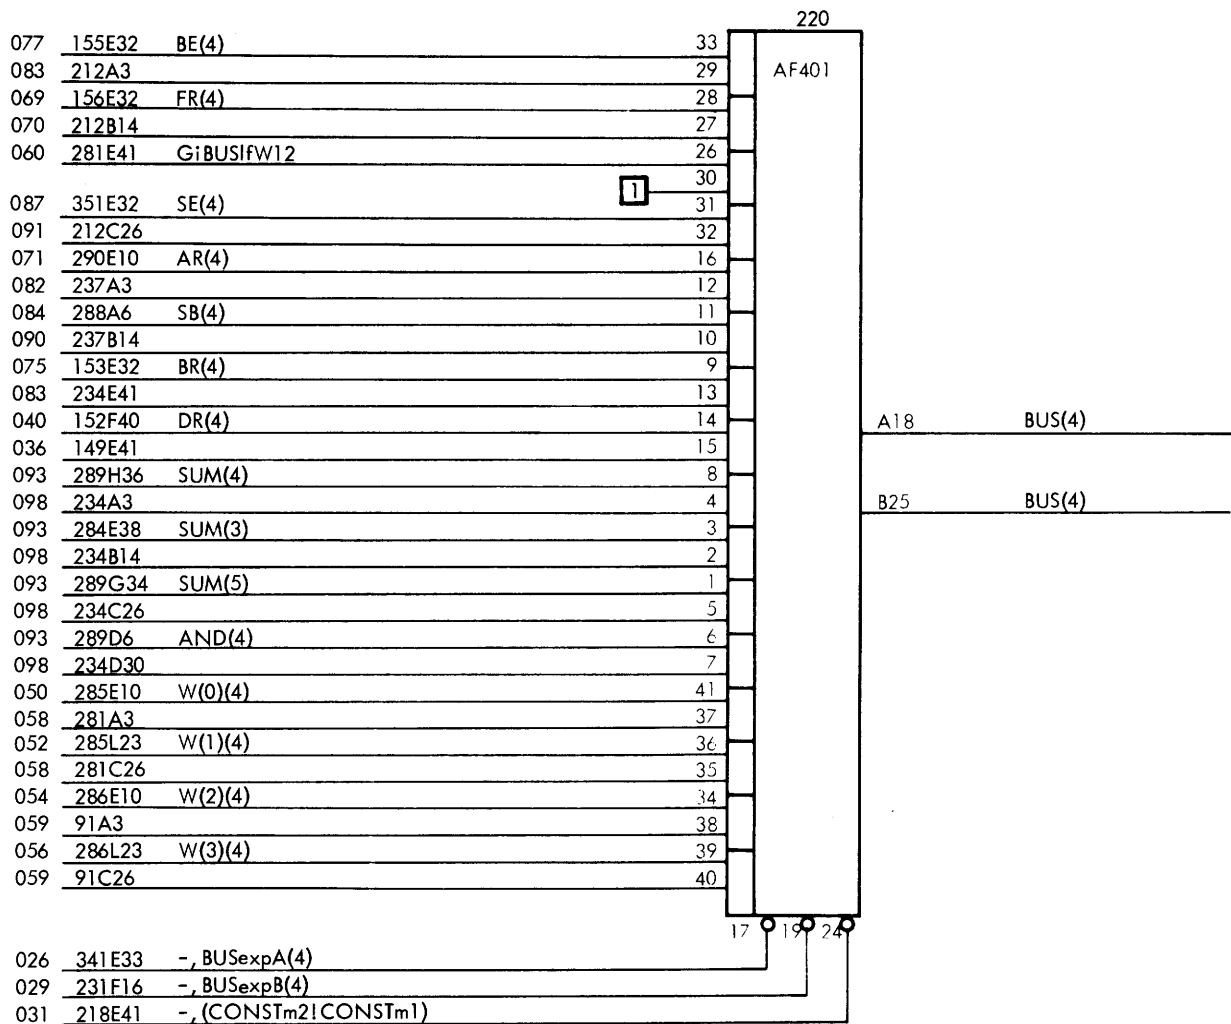 220
077 155E32 BE(4) 33
083 212A3 29 AF401
069 156E32 FR(4) 28
070 212B14 27
060 281E41 GiBUSlfW12 26
30
1
087 351E32 SE(4) 31
091 212C26 32
071 290E10 AR(4) 16
082 237A3 12
084 288A6 SB(4) 11
090 237B14 10
075 153E32 BR(4) 9
083 234E41 13
040 152F40 DR(4) 14 A18 BUS(4)
036 149E41 15
093 289H36 SUM(4) 8
098 234A3 4 B25 BUS(4)
093 284E38 SUM(3) 3
098 234B14 2
093 289G34 SUM(5) 1
098 234C26 5
093 289D6 AND(4) 6
098 234D30 7
050 285E10 W(0)(4) 41
058 281A3 37
052 285L23 W(1)(4) 36
058 281C26 35
054 286E10 W(2)(4) 34
059 91A3 38
056 286L23 W(3)(4) 39
059 91C26 40
17 19 24
026 341E33 -, BUSexpA(4)
029 231F16 -, BUSexpB(4)
031 218E41 -, (CONSTm2!CONSTm1)